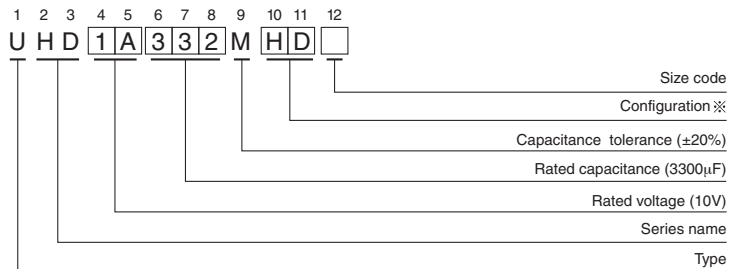 1 2 3 4 5 6 7 8 9 10 11 12
U H D 1 A 3 3 2 M H D
Size code
Configuration※
Capacitance tolerance (±20%)
Rated capacitance (3300μF)
Rated voltage (10V)
Series name
Type